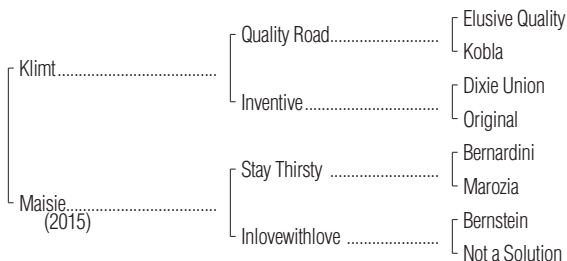 Elusive Quality
Quality Road
Kobla
Klimt
Dixie Union
Inventive
Original
Bernardini
Stay Thirsty
Marozia
Maisie
(2015)
Bernstein
Inlovewithlove
Not a Solution